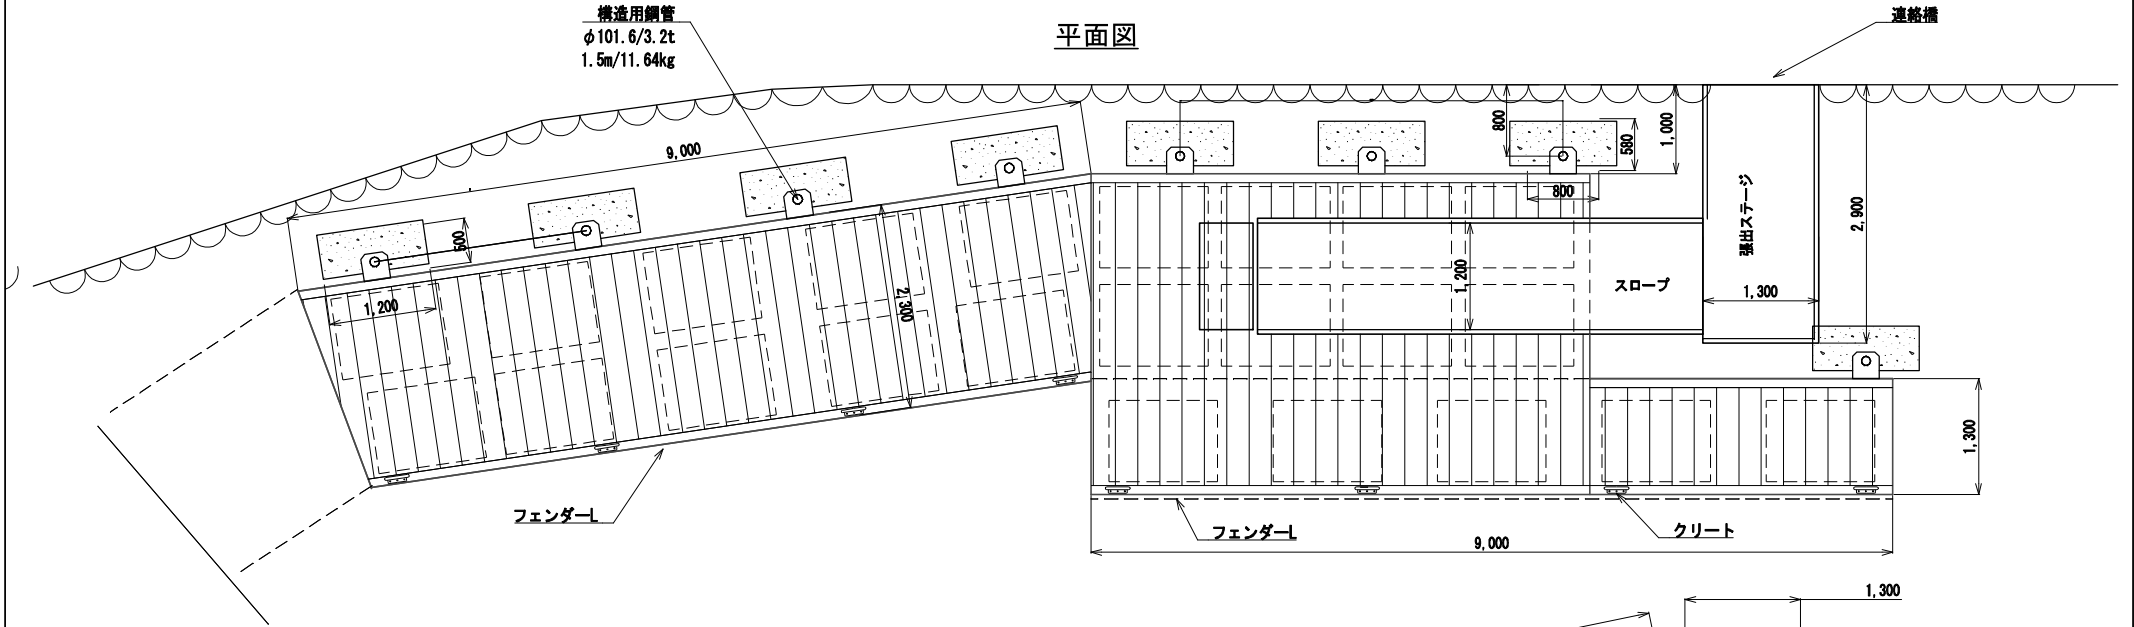 構造用鋼管
φ101.6/3.2t
1.5m/11.64kg
平面図
連絡橋
9,000
800
580
1,000
800
500
1,200
2,300
1,200
スロープ
張出ステージ
1,300
2,900
1,300
フェンダーL
フェンダーL
クリート
9,000
1,300